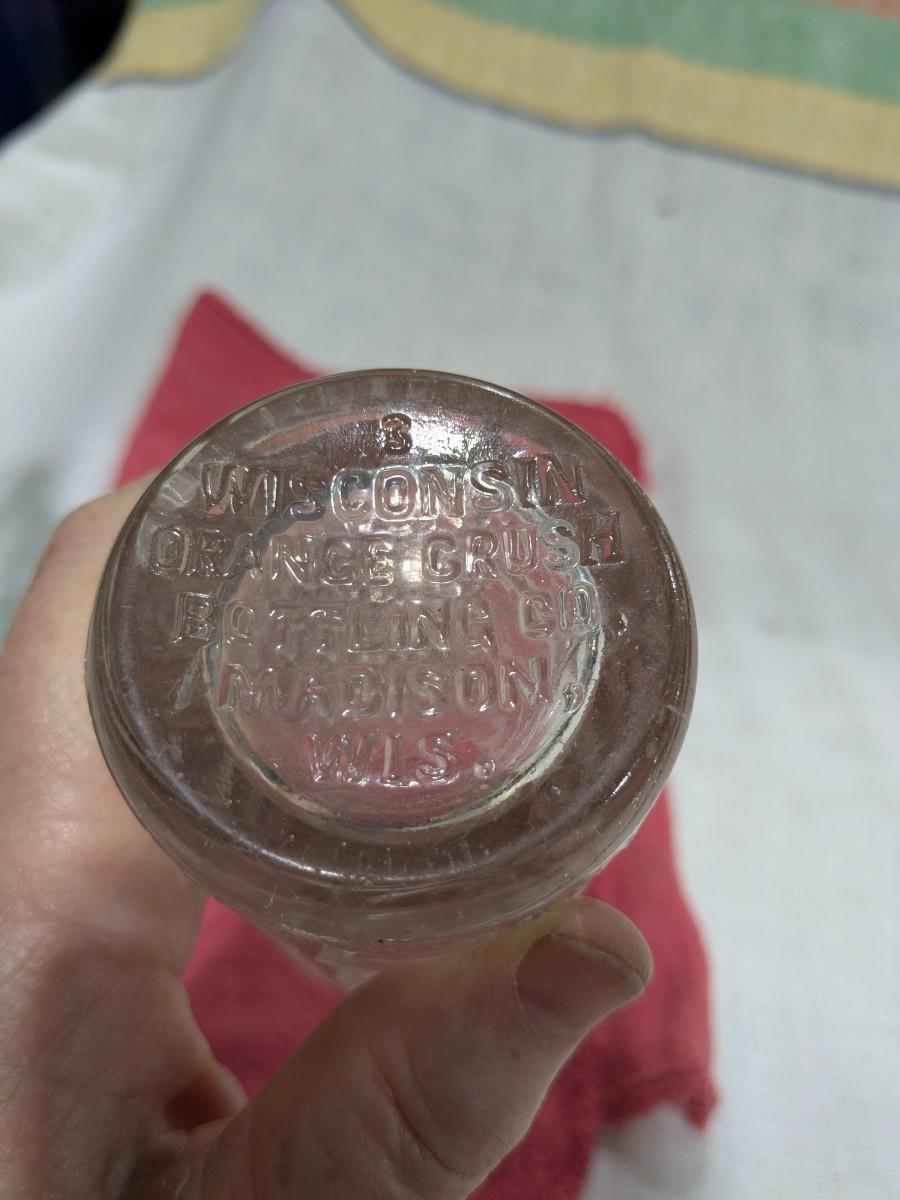 3
WISCONSIN
ORANGE CRUSH
BOTTLING CO.
MADISON,
WIS.